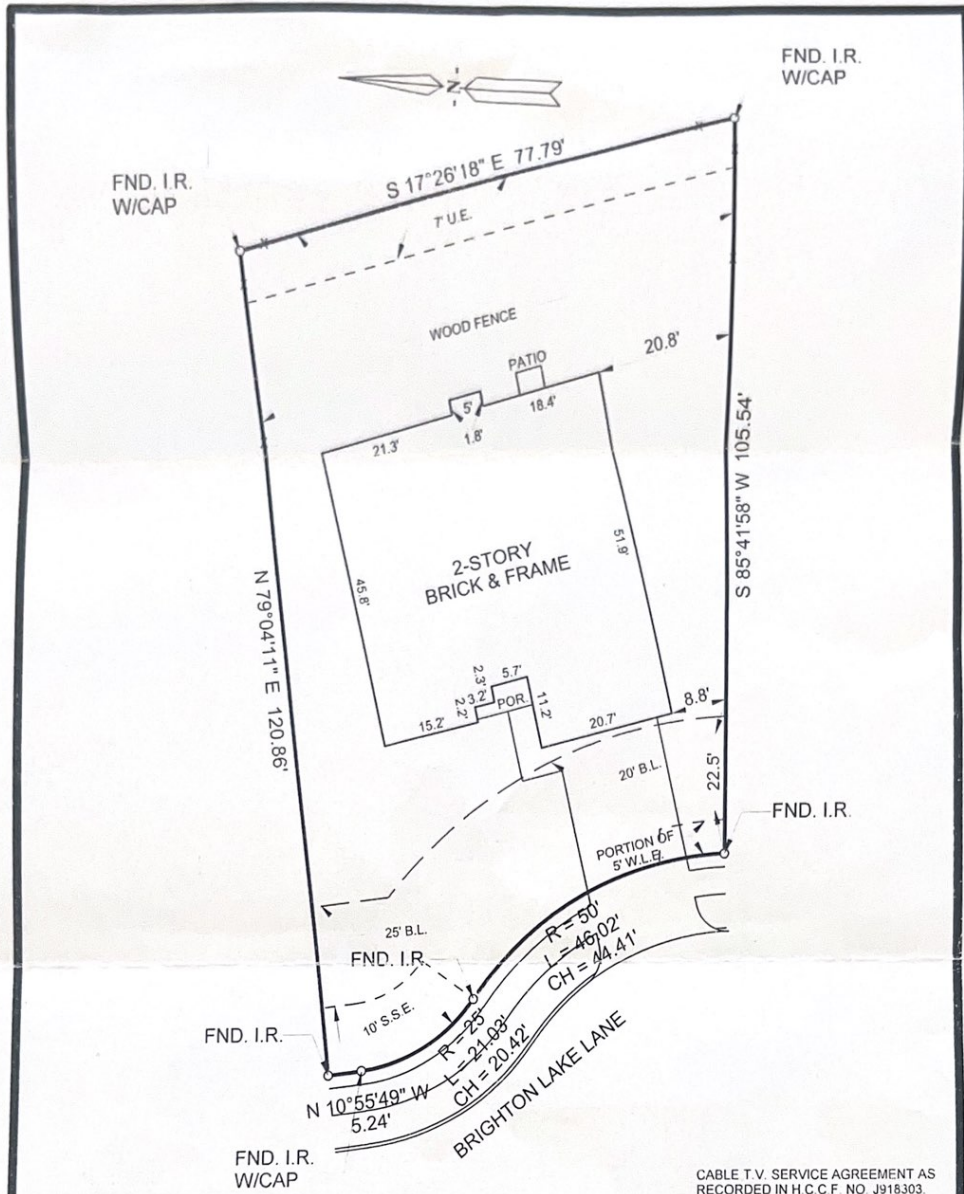 FND. I.R.
W/CAP
-N-
FND. I.R.
W/CAP
S 17°26'18" E 77.79'
7' U.E.
WOOD FENCE
PATIO
20.8'
5'
18.4'
1.8'
21.3'
S 85°41'58" W 105.54'
51.9'
2-STORY
BRICK & FRAME
N 79°04'11" E 120.86'
45.8'
2.3'
5.7'
3.2'
POR.
2.2'
11.2'
8.8'
15.2'
20.7'
20' B.L.
22.5'
FND. I.R.
PORTION OF
5' W.L.E.
25' B.L.
R = 50'
L = 46.02'
CH = 44.41'
FND. I.R.
10' S.S.E.
FND. I.R.
R = 25'
L = 21.03'
CH = 20.42'
N 10°55'49" W
5.24'
BRIGHTON LAKE LANE
FND. I.R.
W/CAP
CABLE T.V. SERVICE AGREEMENT AS
RECORDED IN H.C.C.F. NO. J918303.